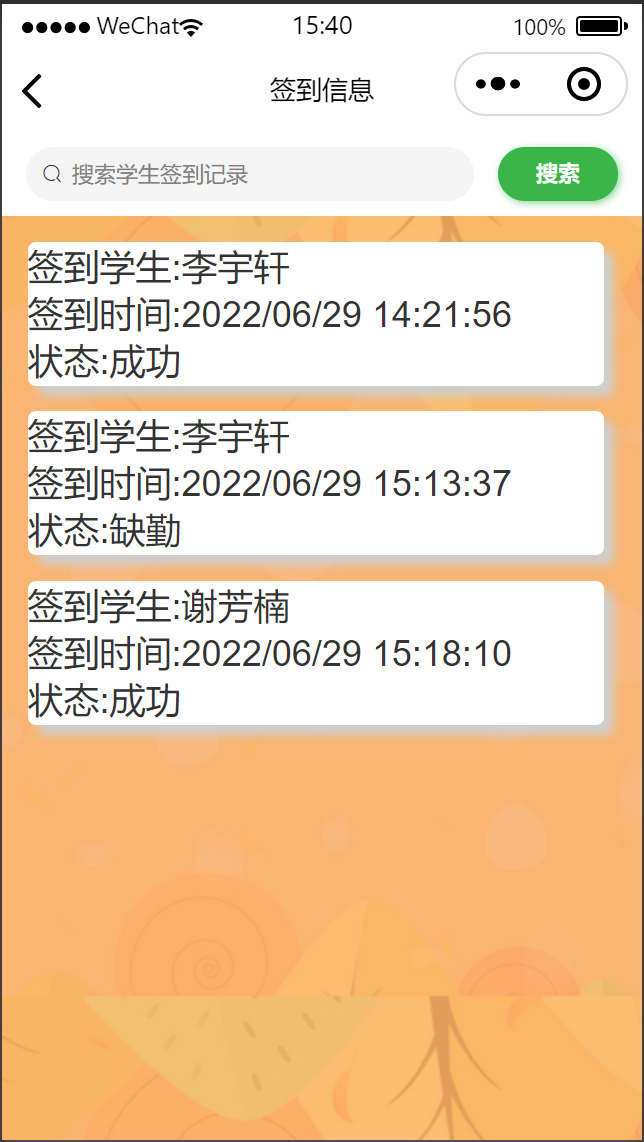 WeChat 15:40 100%
签到信息
搜索学生签到记录 搜索
签到学生:李宇轩
签到时间:2022/06/29 14:21:56
状态:成功
签到学生:李宇轩
签到时间:2022/06/29 15:13:37
状态:缺勤
签到学生:谢芳楠
签到时间:2022/06/29 15:18:10
状态:成功